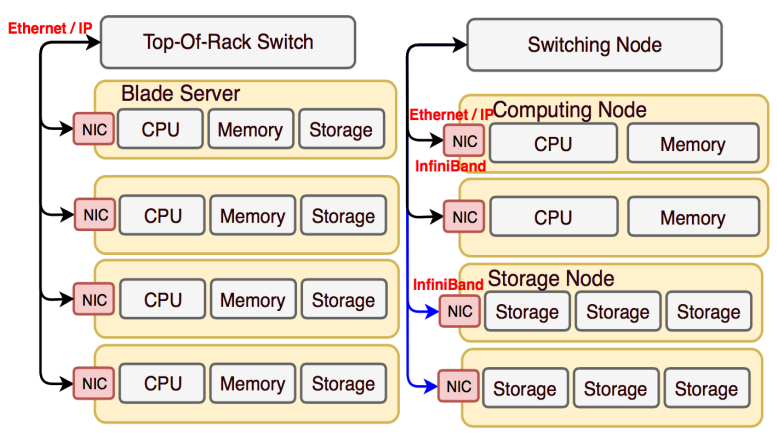 Ethernet / IP
Top-Of-Rack Switch
Blade Server
NIC
CPU
Memory
Storage
NIC
CPU
Memory
Storage
NIC
CPU
Memory
Storage
NIC
CPU
Memory
Storage
Switching Node
Ethernet / IP
Computing Node
NIC
CPU
Memory
InfiniBand
NIC
CPU
Memory
InfiniBand
Storage Node
NIC
Storage
Storage
Storage
NIC
Storage
Storage
Storage